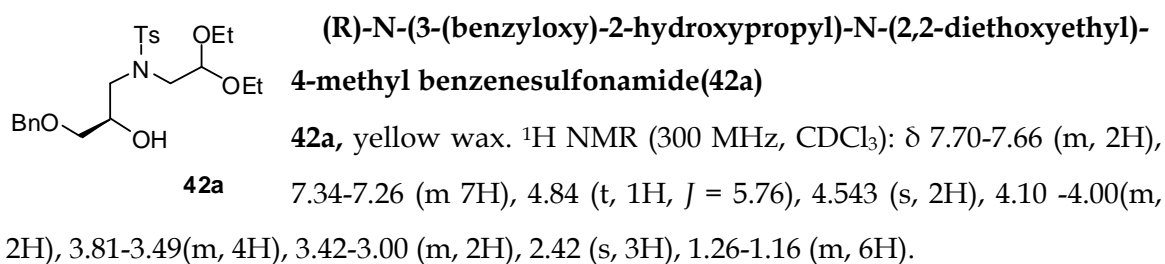 Ts
OEt
N
OEt
BnO
OH
42a
(R)-N-(3-(benzyloxy)-2-hydroxypropyl)-N-(2,2-diethoxyethyl)-
4-methyl benzenesulfonamide(42a)
42a, yellow wax. ¹H NMR (300 MHz, CDCl₃): δ 7.70-7.66 (m, 2H),
7.34-7.26 (m 7H), 4.84 (t, 1H, J = 5.76), 4.543 (s, 2H), 4.10 -4.00(m,
2H), 3.81-3.49(m, 4H), 3.42-3.00 (m, 2H), 2.42 (s, 3H), 1.26-1.16 (m, 6H).